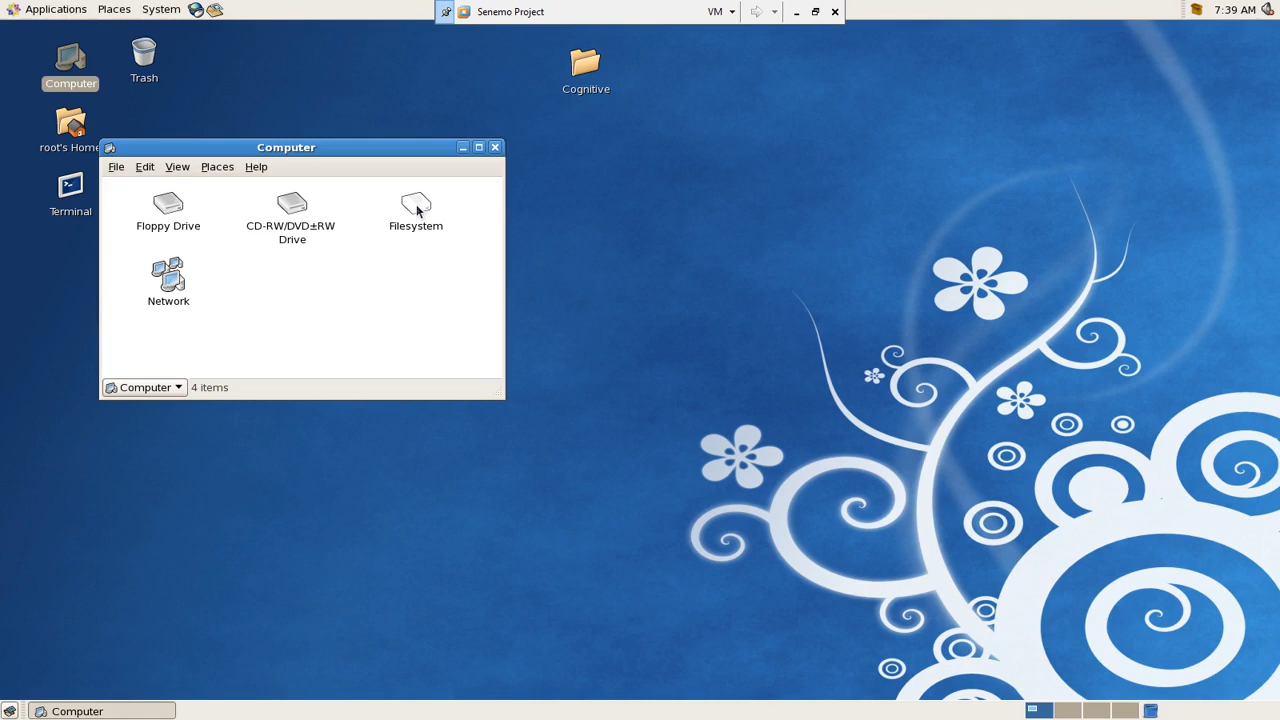 Applications Places System
Senemo Project
VM
7:39 AM
Computer
Trash
Cognitive
root's Home
Terminal
Computer
File Edit View Places Help
Floppy Drive
CD-RW/DVD±RW
Drive
Filesystem
Network
Computer
4 items
Computer